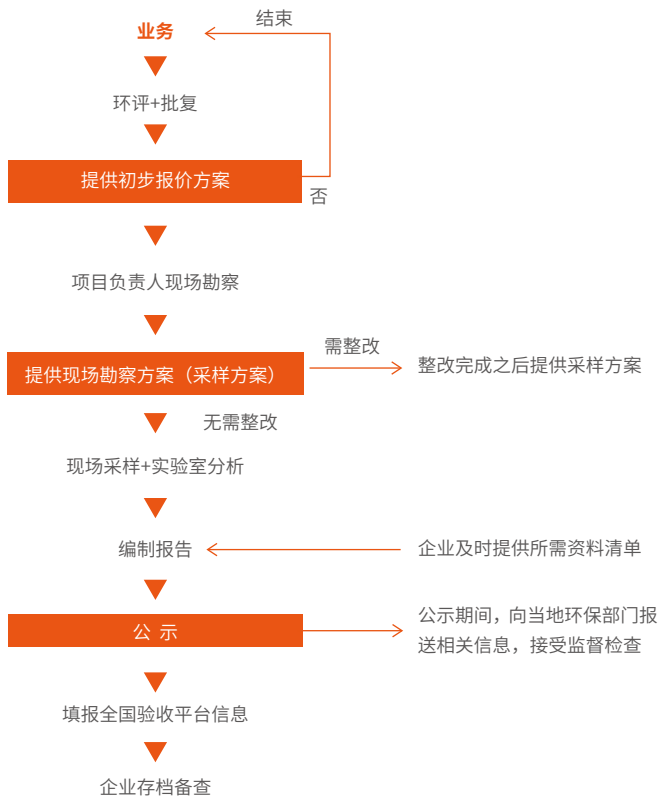 结束
业务
环评+批复
提供初步报价方案
否
项目负责人现场勘察
需整改
提供现场勘察方案（采样方案）
整改完成之后提供采样方案
无需整改
现场采样+实验室分析
编制报告
企业及时提供所需资料清单
公 示
公示期间，向当地环保部门报
送相关信息，接受监督检查
填报全国验收平台信息
企业存档备查